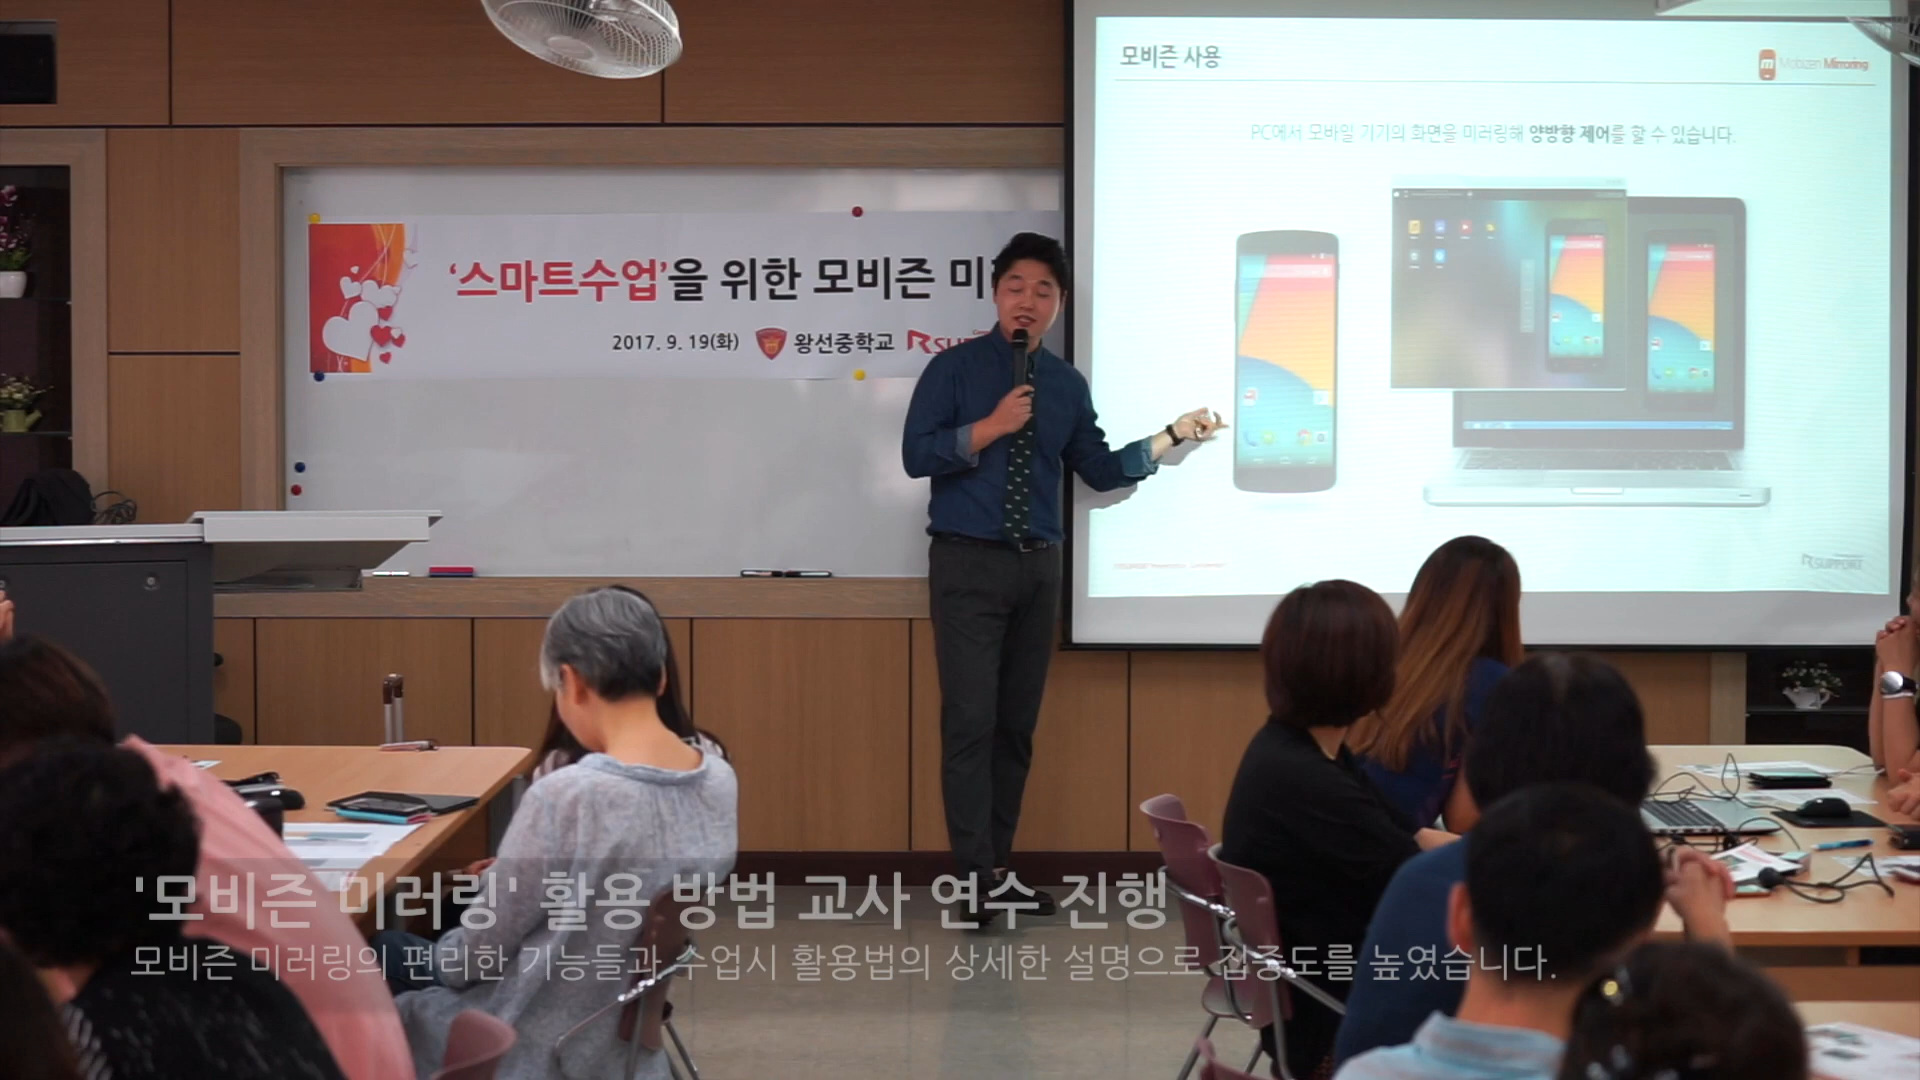 모비즌 사용
Mobizen Mirroring
PC에서 모바일 기기의 화면을 미러링해 양방향 제어를 할 수 있습니다.
'스마트수업'을 위한 모비즌
2017. 9. 19(화) 왕선중학교
RSUPPORT
'모비즌 미러링' 활용 방법 교사 연수 진행
모비즌 미러링의 편리한 기능들과 수업시 활용법의 상세한 설명으로 집중도를 높였습니다.